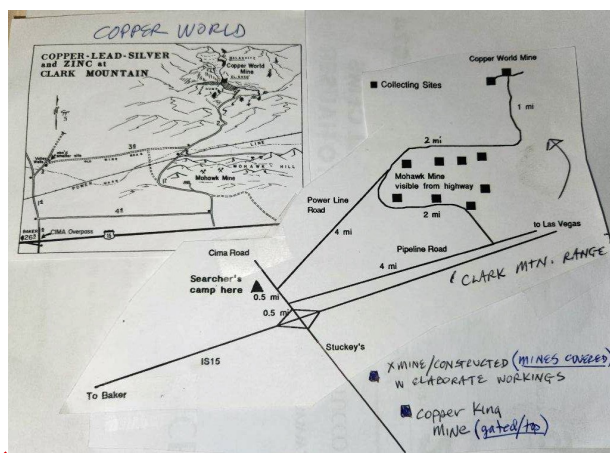 COPPER WORLD
COPPER-LEAD-SILVER
and ZINC at
CLARK MOUNTAIN
Copper World
Mine
Mohawk Mine
MOHAWK HILL
LINE
POWER ROAD
CIMA Overpass
15
Copper World Mine
Collecting Sites
1 mi
2 mi
Mohawk Mine
visible from highway
Power Line
Road
2 mi
4 mi
Pipeline Road
to Las Vegas
4 mi
CLARK MTN. RANGE
Cima Road
Searcher's
camp here
0.5 mi
0.5 mi
Stuckey's
IS15
To Baker
X MINE/CONSTRUCTED (MINES COVERED)
W ELABORATE WORKINGS
Copper King
MINE (gated/top)